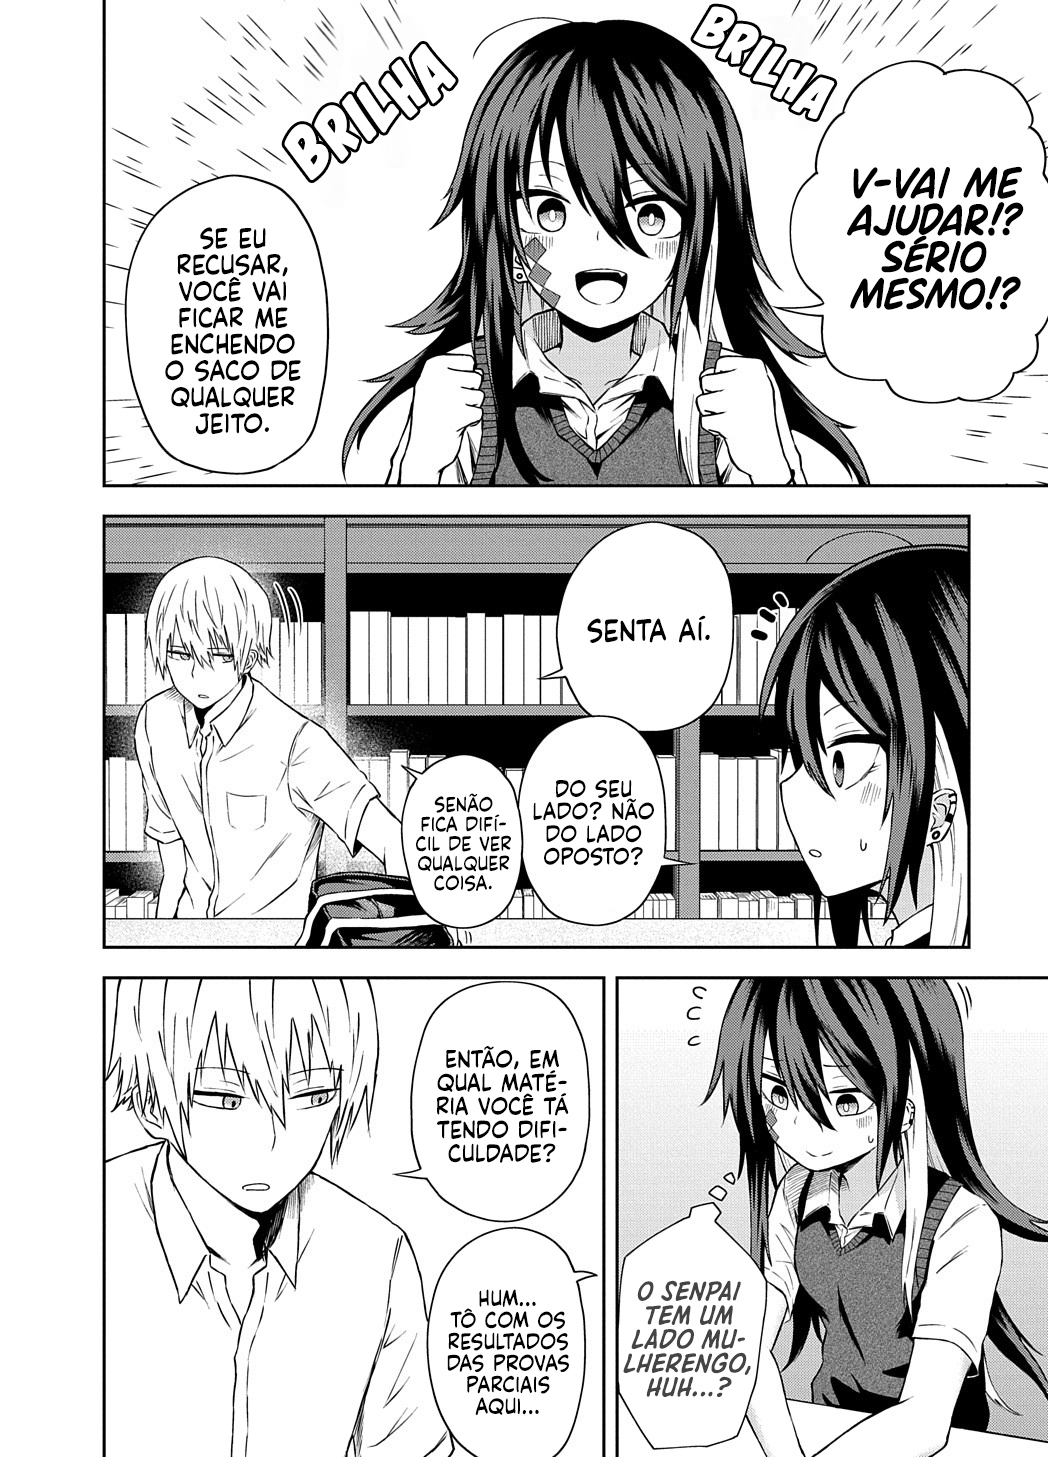 BRILHA
BRILHA
V-VAI ME
AJUDAR!?
SÉRIO
MESMO!?
SE EU
RECUSAR,
VOCÊ VAI
FICAR ME
ENCHENDO
O SACO DE
QUALQUER
JEITO.
SENTA AÍ.
DO SEU
LADO? NÃO
DO LADO
OPOSTO?
SENÃO
FICA DIFÍ-
CIL DE VER
QUALQUER
COISA.
O SENPAI
TEM UM
LADO MU-
LHERENGO,
HUH...?
ENTÃO, EM
QUAL MATÉ-
RIA VOCÊ TÁ
TENDO DIFI-
CULDADE?
HUM...
TÔ COM OS
RESULTADOS
DAS PROVAS
PARCIAIS
AQUI...